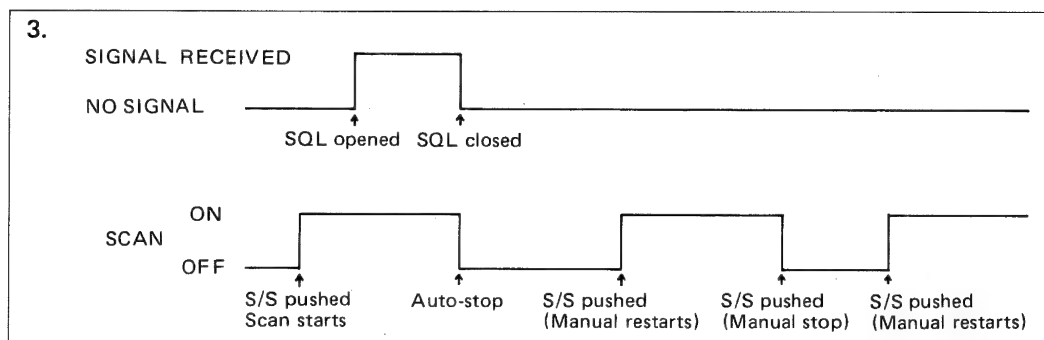 3.
SIGNAL RECEIVED
NO SIGNAL
SQL opened SQL closed
ON
SCAN
OFF
S/S pushed Auto-stop S/S pushed S/S pushed S/S pushed
Scan starts (Manual restarts) (Manual stop) (Manual restarts)